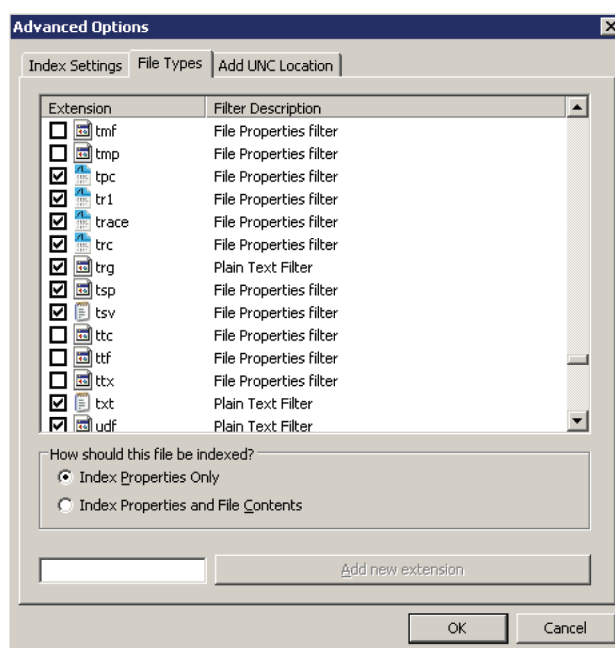 Advanced Options
Index Settings File Types Add UNC Location
Extension Filter Description
tmf File Properties filter
tmp File Properties filter
tpc File Properties filter
tr1 File Properties filter
trace File Properties filter
trc File Properties filter
trg Plain Text Filter
tsp File Properties filter
tsv File Properties filter
ttc File Properties filter
ttf File Properties filter
ttx File Properties filter
txt Plain Text Filter
udf Plain Text Filter
How should this file be indexed?
Index Properties Only
Index Properties and File Contents
Add new extension
OK Cancel